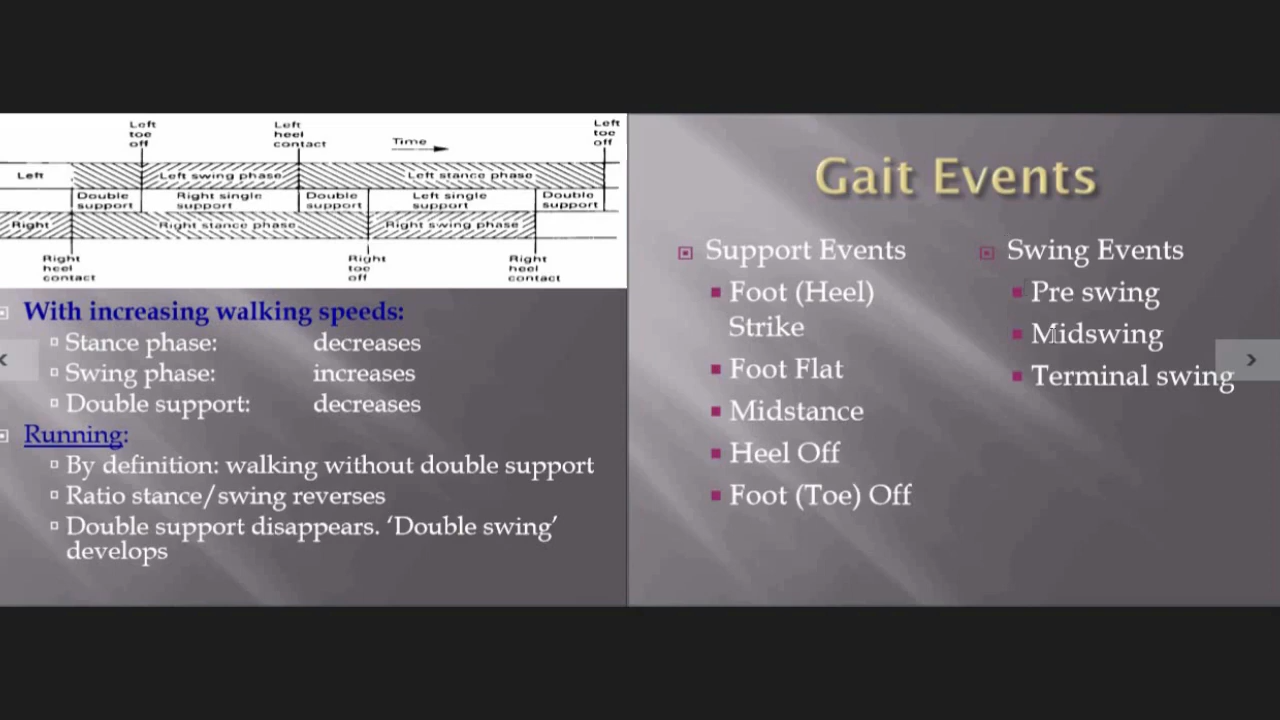 Left
toe
off
Left
heel
contact
Time
Left
toe
off
Left
Left swing phase
Left stance phase
Double
support
Right single
support
Double
support
Left single
support
Double
support
Right
Right stance phase
Right swing phase
Right
heel
contact
Right
toe
off
Right
heel
contact
With increasing walking speeds:
Stance phase: decreases
Swing phase: increases
Double support: decreases
Running:
By definition: walking without double support
Ratio stance/swing reverses
Double support disappears. ‘Double swing’
develops
Gait Events
Support Events
Foot (Heel)
Strike
Foot Flat
Midstance
Heel Off
Foot (Toe) Off
Swing Events
Pre swing
Midswing
Terminal swing